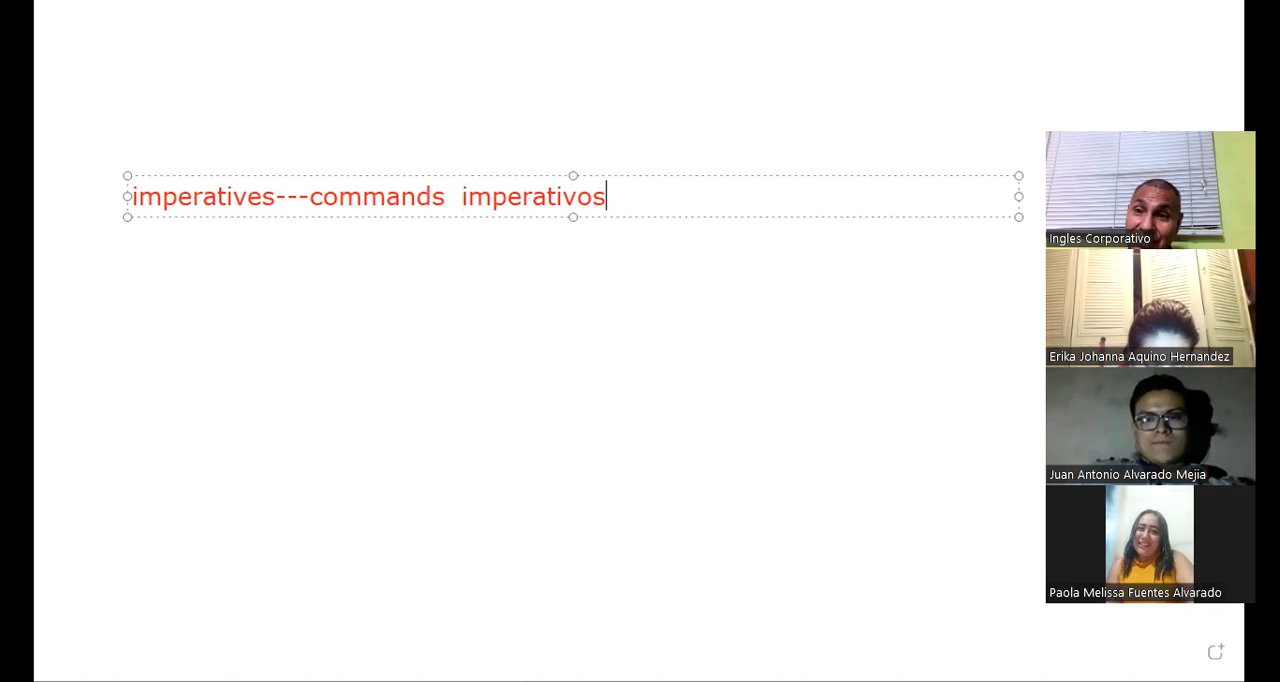 imperatives---commands  imperativos
Ingles Corporativo
Erika Johanna Aquino Hernandez
Juan Antonio Alvarado Mejia
Paola Melissa Fuentes Alvarado